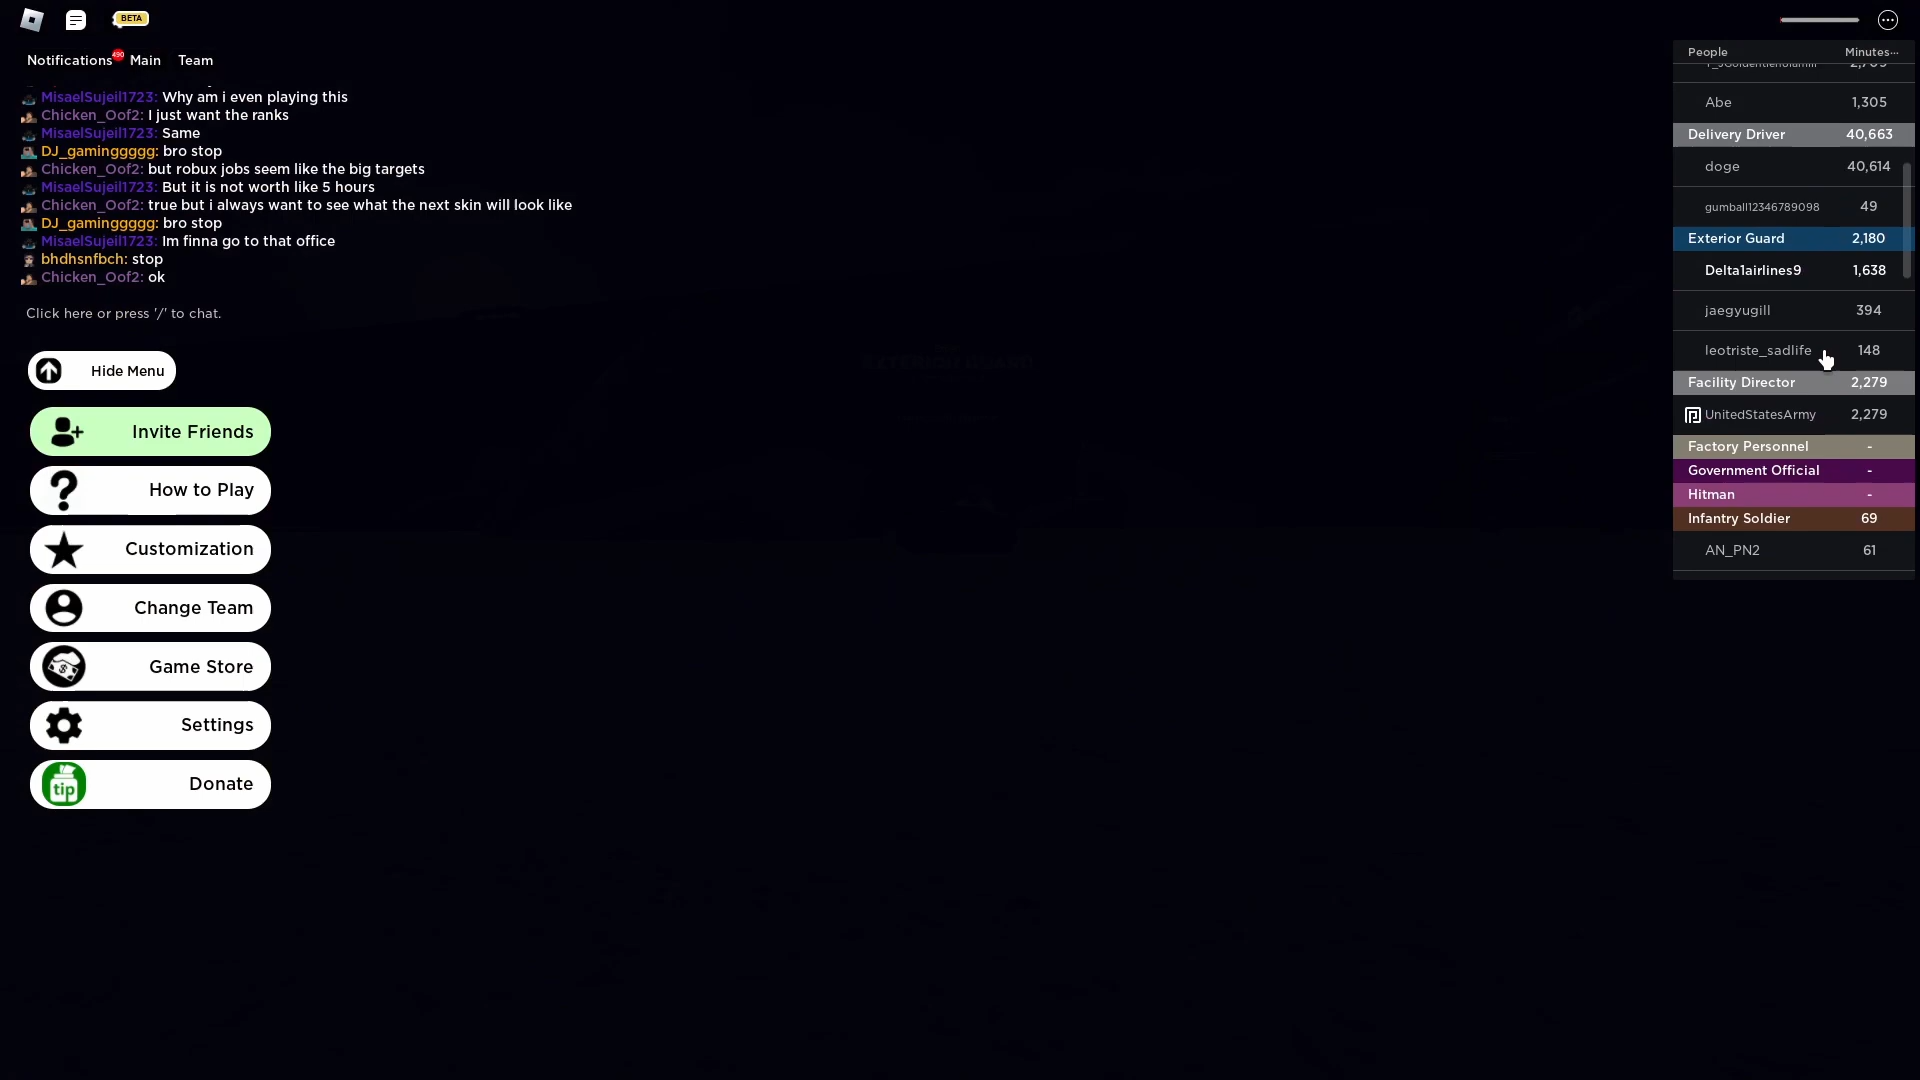 BETA
Notifications 490 Main Team
MisaelSujeil1723: Why am i even playing this
Chicken_Oof2: I just want the ranks
MisaelSujeil1723: Same
DJ_gaminggggg: bro stop
Chicken_Oof2: but robux jobs seem like the big targets
MisaelSujeil1723: But it is not worth like 5 hours
Chicken_Oof2: true but i always want to see what the next skin will look like
DJ_gaminggggg: bro stop
MisaelSujeil1723: Im finna go to that office
bhdhsnfbch: stop
Chicken_Oof2: ok
Click here or press '/' to chat.
Hide Menu
Invite Friends
How to Play
Customization
Change Team
Game Store
Settings
tip Donate
EXTERIOR GUARD
People Minutes...
Abe 1,305
Delivery Driver 40,663
doge 40,614
gumball12346789098 49
Exterior Guard 2,180
Delta1airlines9 1,638
jaegyugill 394
leotriste_sadlife 148
Facility Director 2,279
UnitedStatesArmy 2,279
Factory Personnel -
Government Official -
Hitman -
Infantry Soldier 69
AN_PN2 61